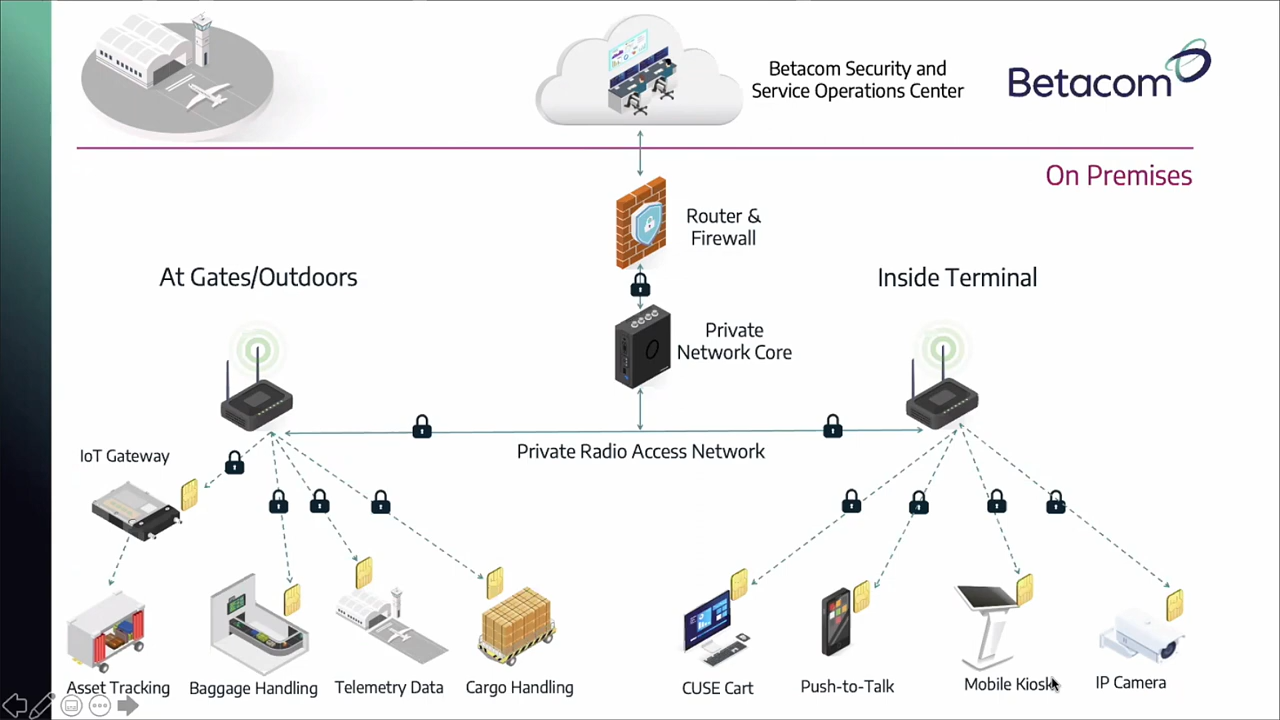 Betacom Security and
Service Operations Center
Betacom
On Premises
Router &
Firewall
At Gates/Outdoors
Inside Terminal
Private
Network Core
Private Radio Access Network
IoT Gateway
Asset Tracking
Baggage Handling
Telemetry Data
Cargo Handling
CUSE Cart
Push-to-Talk
Mobile Kiosk
IP Camera